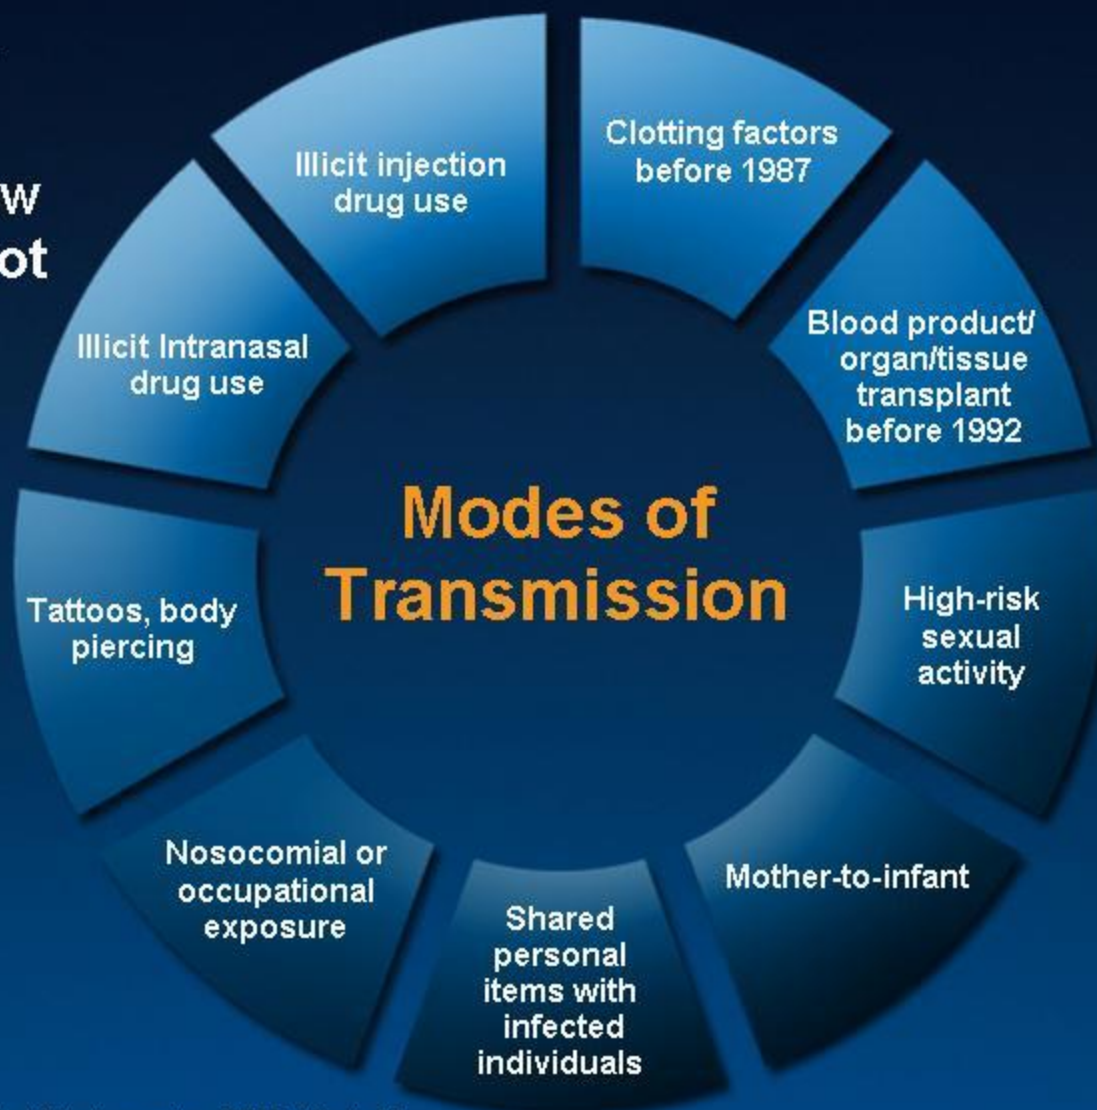 w
ot
Clotting factors
before 1987
Blood product/
organ/tissue
transplant
before 1992
High-risk
sexual
activity
Mother-to-infant
Shared
personal
items with
infected
individuals
Nosocomial or
occupational
exposure
Tattoos, body
piercing
Illicit Intranasal
drug use
Illicit injection
drug use
Modes of
Transmission